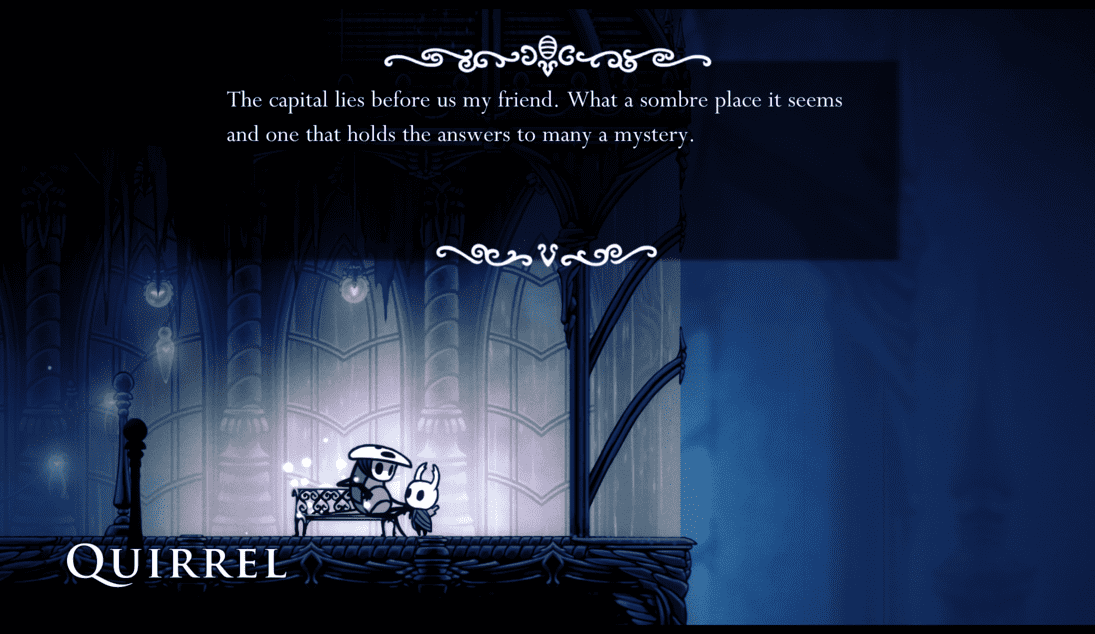 The capital lies before us my friend. What a sombre place it seems
and one that holds the answers to many a mystery.
QUIRREL